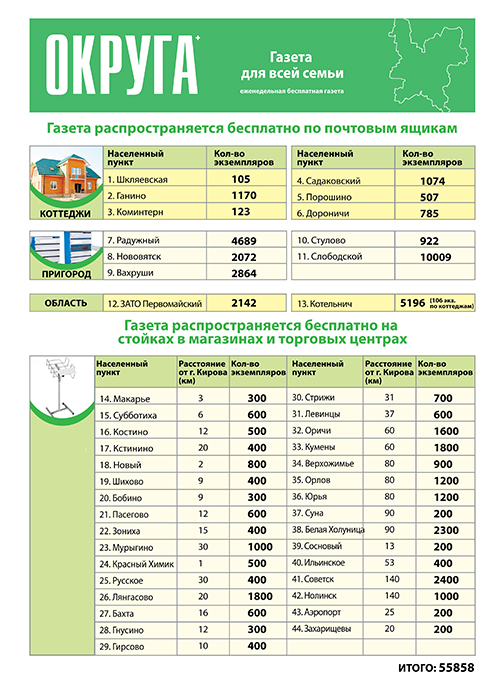 ОКРУГА+
Газета
для всей семьи
еженедельная бесплатная газета
Газета распространяется бесплатно по почтовым ящикам
КОТТЕДЖИ
Населенный пункт Кол-во экземпляров
1. Шкляевская 105
2. Ганино 1170
3. Коминтерн 123
Населенный пункт Кол-во экземпляров
4. Садаковский 1074
5. Порошино 507
6. Дороничи 785
ПРИГОРОД
7. Радужный 4689
8. Нововятск 2072
9. Вахруши 2864
10. Стулово 922
11. Слободской 10009
ОБЛАСТЬ
12. ЗАТО Первомайский 2142
13. Котельнич 5196 (106 экз. по коттеджам)
Газета распространяется бесплатно на
стойках в магазинах и торговых центрах
Населенный пункт Расстояние от г. Кирова (км) Кол-во экземпляров
14. Макарье 3 300
15. Субботиха 6 600
16. Костино 12 500
17. Кстинино 20 400
18. Новый 2 800
19. Шихово 9 400
20. Бобино 9 300
21. Пасегово 12 600
22. Зониха 15 400
23. Мурыгино 30 1000
24. Красный Химик 1 500
25. Русское 30 400
26. Лянгасово 20 1800
27. Бахта 16 600
28. Гнусино 12 300
29. Гирсово 10 400
Населенный пункт Расстояние от г. Кирова (км) Кол-во экземпляров
30. Стрижи 31 700
31. Левинцы 37 600
32. Оричи 60 1600
33. Кумены 60 1800
34. Верхожимье 80 900
35. Орлов 80 1200
36. Юрья 80 1200
37. Суна 90 200
38. Белая Холуница 90 2300
39. Сосновый 13 200
40. Ильинское 53 400
41. Советск 140 2400
42. Нолинск 140 1000
43. Аэропорт 25 200
44. Захарищевы 20 200
ИТОГО: 55858